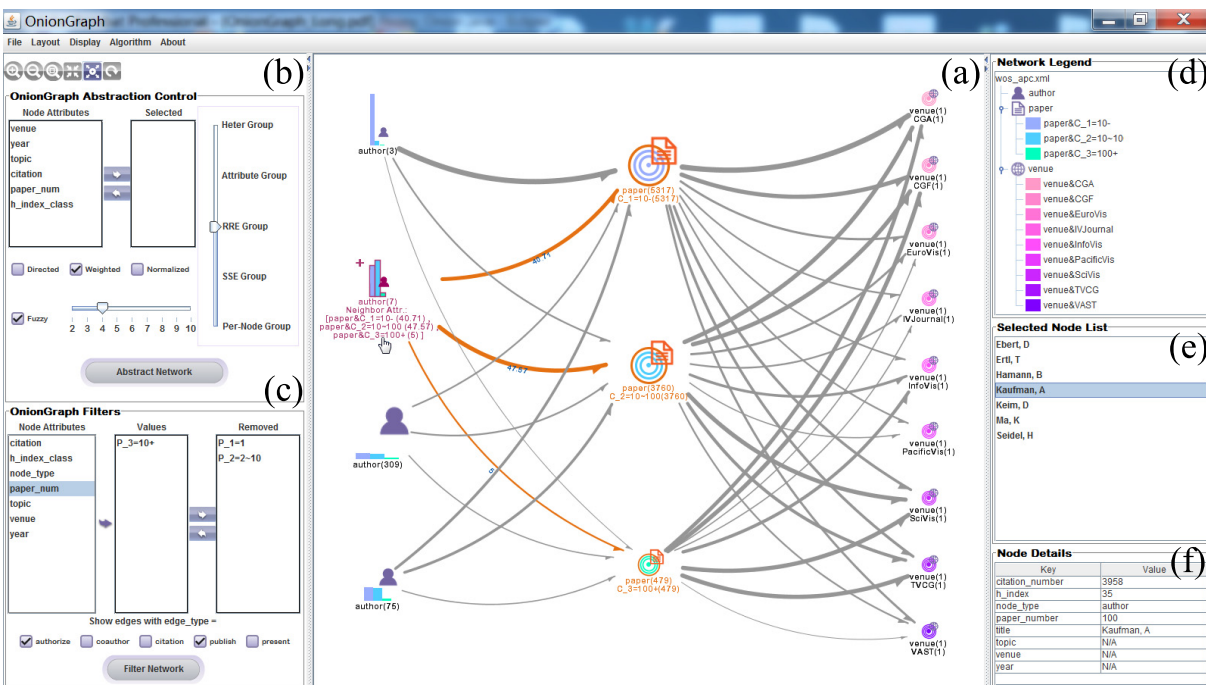 OnionGraph
File Layout Display Algorithm About
(b)
OnionGraph Abstraction Control
Node Attributes Selected
venue
year
topic
citation
paper_num
h_index_class
Heter Group
Attribute Group
RRE Group
SSE Group
Per-Node Group
Directed Weighted Normalized
Fuzzy
2 3 4 5 6 7 8 9 10
Abstract Network
(c)
OnionGraph Filters
Node Attributes Values Removed
citation
h_index_class
node_type
paper_num
topic
venue
year
P_3=10+
P_1=1
P_2=2~10
Show edges with edge_type =
authorize coauthor citation publish present
Filter Network
(a)
author(3)
author(7)
Neighbor Attr.:
[paper&C_1=10- (40.71) ,
paper&C_2=10~100 (47.57) ,
paper&C_3=100+ (5) ]
author(309)
author(75)
40.71
47.57
5
paper(5317)
C_1=10-(5317)
paper(3760)
C_2=10~100(3760)
paper(479)
C_3=100+(479)
venue(1)
CGA(1)
venue(1)
CGF(1)
venue(1)
EuroVis(1)
venue(1)
IVJournal(1)
venue(1)
InfoVis(1)
venue(1)
PacificVis(1)
venue(1)
SciVis(1)
venue(1)
TVCG(1)
venue(1)
VAST(1)
Network Legend
(d)
wos_apc.xml
author
paper
paper&C_1=10-
paper&C_2=10~10
paper&C_3=100+
venue
venue&CGA
venue&CGF
venue&EuroVis
venue&IVJournal
venue&InfoVis
venue&PacificVis
venue&SciVis
venue&TVCG
venue&VAST
Selected Node List
(e)
Ebert, D
Ertl, T
Hamann, B
Kaufman, A
Keim, D
Ma, K
Seidel, H
Node Details
(f)
Key Value
citation_number 3958
h_index 35
node_type author
paper_number 100
title Kaufman, A
topic N/A
venue N/A
year N/A